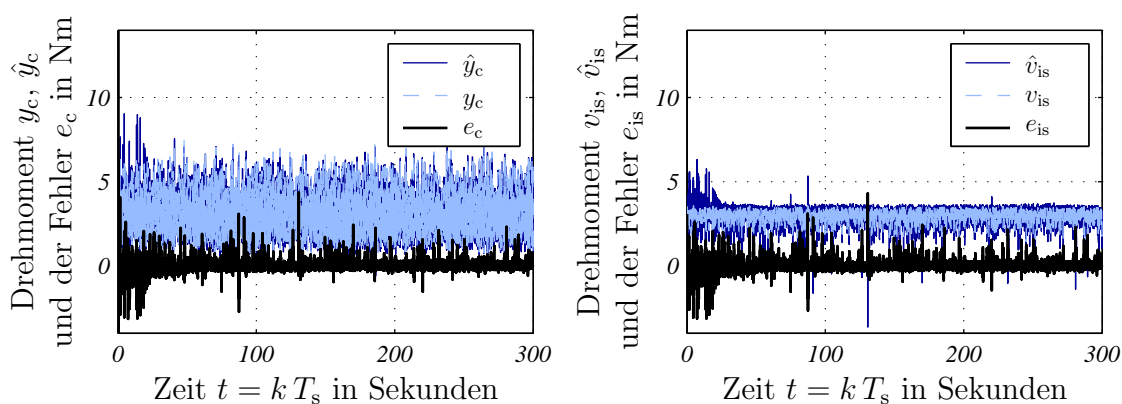 Drehmoment y_c, ŷ_c
und der Fehler e_c in Nm
10
5
0
ŷ_c
y_c
e_c
0 100 200 300
Zeit t = k T_s in Sekunden
Drehmoment v_is, v̂_is
und der Fehler e_is in Nm
10
5
0
v̂_is
v_is
e_is
0 100 200 300
Zeit t = k T_s in Sekunden